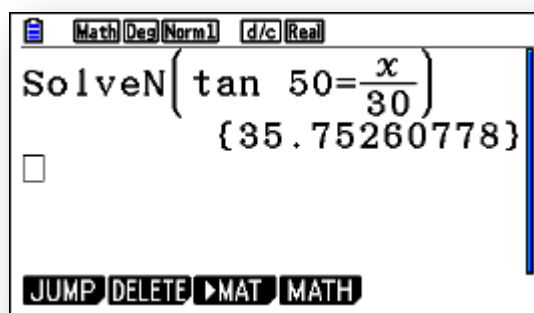 Math Deg Norm1 d/c Real
SolveN(tan 50=x/30)
{35.75260778}
JUMP DELETE ▶MAT MATH